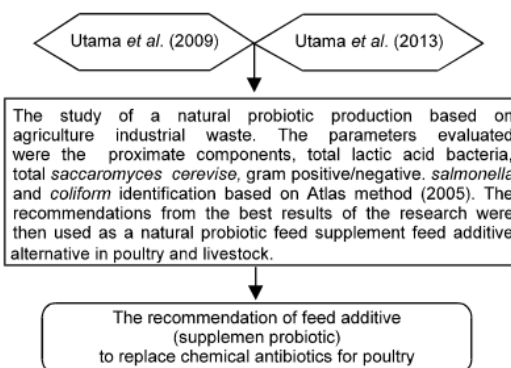 Utama et al. (2009)
Utama et al. (2013)
The study of a natural probiotic production based on
agriculture industrial waste. The parameters evaluated
were the proximate components, total lactic acid bacteria,
total saccaromyces cerevise, gram positive/negative. salmonella
and coliform identification based on Atlas method (2005). The
recommendations from the best results of the research were
then used as a natural probiotic feed supplement feed additive
alternative in poultry and livestock.
The recommendation of feed additive
(supplemen probiotic)
to replace chemical antibiotics for poultry